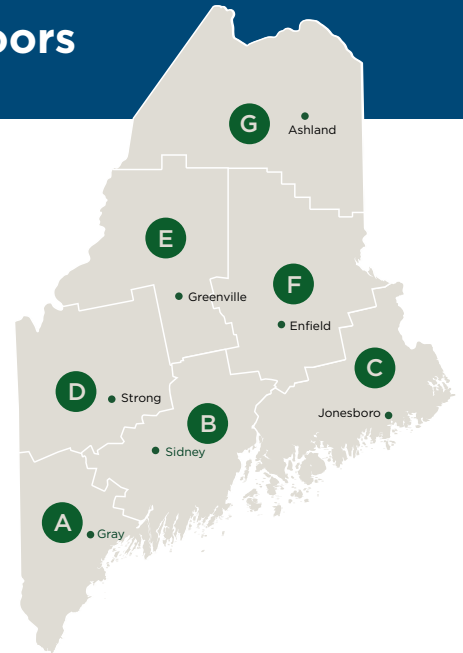 oors
G
Ashland
E
Greenville
F
Enfield
C
Jonesboro
D
Strong
B
Sidney
A
Gray